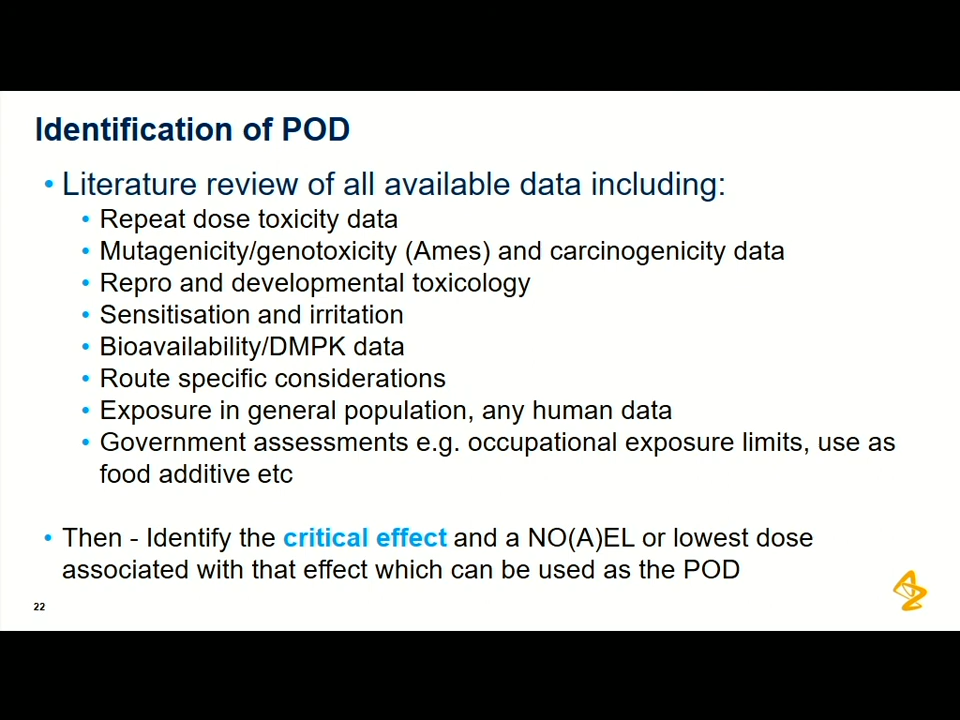 Identification of POD
• Literature review of all available data including:
• Repeat dose toxicity data
• Mutagenicity/genotoxicity (Ames) and carcinogenicity data
• Repro and developmental toxicology
• Sensitisation and irritation
• Bioavailability/DMPK data
• Route specific considerations
• Exposure in general population, any human data
• Government assessments e.g. occupational exposure limits, use as
food additive etc
• Then - Identify the critical effect and a NO(A)EL or lowest dose
associated with that effect which can be used as the POD
22